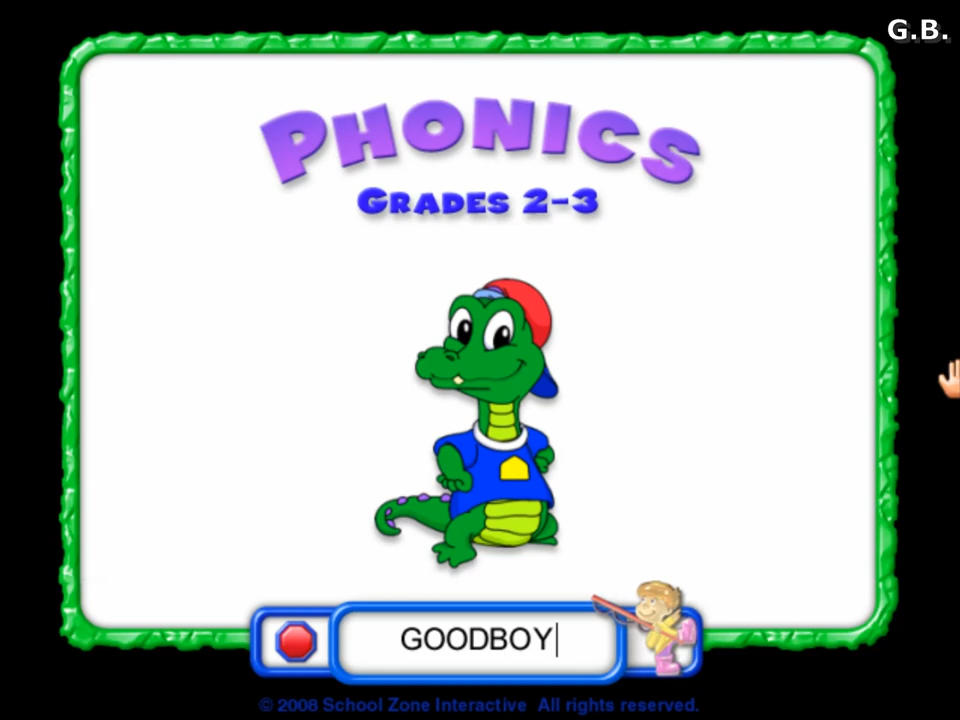 G.B.
PHONICS
GRADES 2-3
GOODBOY
© 2008 School Zone Interactive All rights reserved.